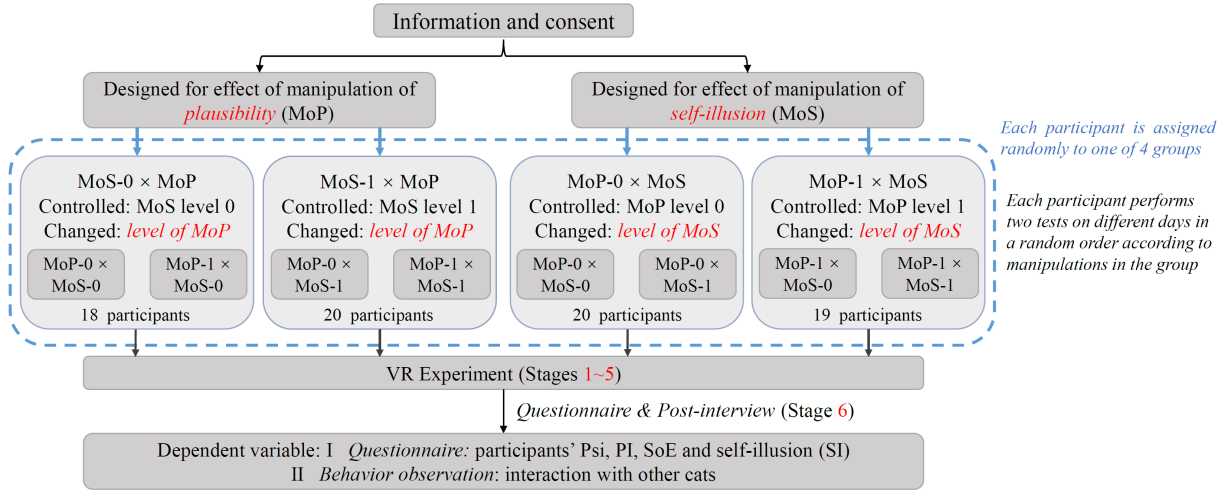 Information and consent
Designed for effect of manipulation of
plausibility (MoP)
Designed for effect of manipulation of
self-illusion (MoS)
Each participant is assigned
randomly to one of 4 groups
MoS-0 × MoP
Controlled: MoS level 0
Changed: level of MoP
MoP-0 ×
MoS-0
MoP-1 ×
MoS-0
18 participants
MoS-1 × MoP
Controlled: MoS level 1
Changed: level of MoP
MoP-0 ×
MoS-1
MoP-1 ×
MoS-1
20 participants
MoP-0 × MoS
Controlled: MoP level 0
Changed: level of MoS
MoP-0 ×
MoS-0
MoP-0 ×
MoS-1
20 participants
MoP-1 × MoS
Controlled: MoP level 1
Changed: level of MoS
MoP-1 ×
MoS-0
MoP-1 ×
MoS-1
19 participants
Each participant performs
two tests on different days in
a random order according to
manipulations in the group
VR Experiment (Stages 1~5)
Questionnaire & Post-interview (Stage 6)
Dependent variable: I Questionnaire: participants' Psi, PI, SoE and self-illusion (SI)
II Behavior observation: interaction with other cats